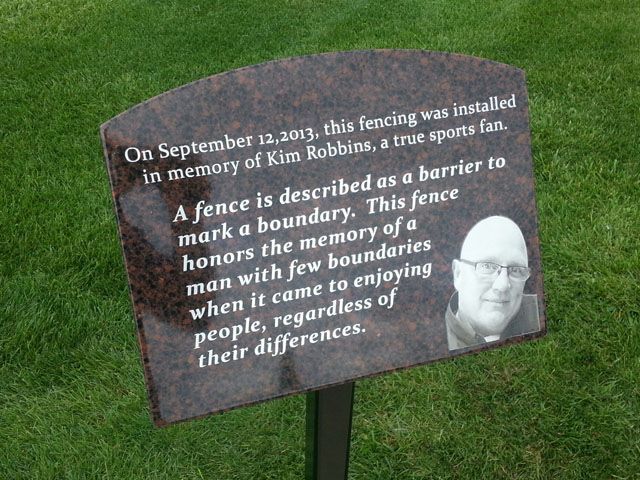 On September 12,2013, this fencing was installed
in memory of Kim Robbins, a true sports fan.
A fence is described as a barrier to
mark a boundary. This fence
honors the memory of a
man with few boundaries
when it came to enjoying
people, regardless of
their differences.